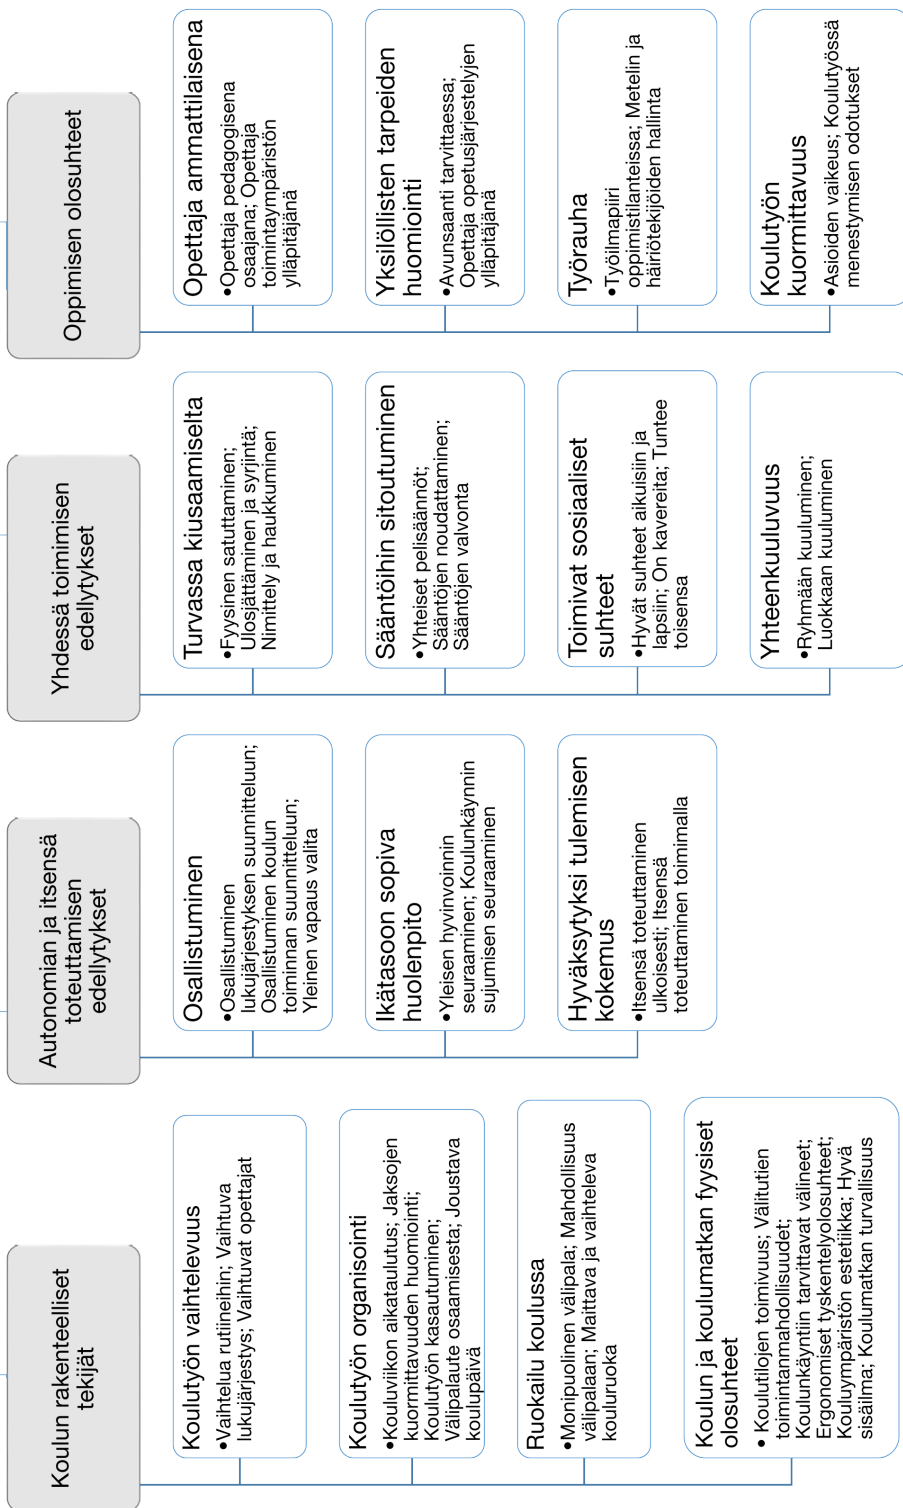 Koulun rakenteelliset
tekijät
Koulutyön vaihtelevuus
•Vaihtelua rutiineihin; Vaihtuva
lukujärjestys; Vaihtuvat opettajat
Koulutyön organisointi
•Kouluviikon aikataulutus; Jaksojen
kuormittavuuden huomiointi;
Koulutyön kasautuminen;
Välipalaute osaamisesta; Joustava
koulupäivä
Ruokailu koulussa
•Monipuolinen välipala; Mahdollisuus
välipalaan; Maittava ja vaihteleva
kouluruoka
Koulun ja koulumatkan fyysiset
olosuhteet
• Koulutilojen toimivuus; Välitutien
toimintamahdollisuudet;
Koulunkäyntiin tarvittavat välineet;
Ergonomiset tyskentelyolosuhteet;
Kouluympäristön estetiikka; Hyvä
sisäilma; Koulumatkan turvallisuus
Autonomian ja itsensä
toteuttamisen
edellytykset
Osallistuminen
•Osallistuminen
lukujärjestyksen suunnitteluun;
Osallistuminen koulun
toiminnan suunnitteluun;
Yleinen vapaus valita
Ikätasoon sopiva
huolenpito
•Yleisen hyvinvoinnin
seuraaminen; Koulunkäynnin
sujumisen seuraaminen
Hyväksytyksi tulemisen
kokemus
•Itsensä toteuttaminen
ulkoisesti; Itsensä
toteuttaminen toimimalla
Yhdessä toimimisen
edellytykset
Turvassa kiusaamiselta
•Fyysinen satuttaminen;
Ulosjättäminen ja syrjintä;
Nimittely ja haukkuminen
Sääntöihin sitoutuminen
•Yhteiset pelisäännöt;
Sääntöjen noudattaminen;
Sääntöjen valvonta
Toimivat sosiaaliset
suhteet
•Hyvät suhteet aikuisiin ja
lapsiin; On kavereita; Tuntee
toisensa
Yhteenkuuluvuus
•Ryhmään kuuluminen;
Luokkaan kuuluminen
Oppimisen olosuhteet
Opettaja ammattilaisena
•Opettaja pedagogisena
osaajana; Opettaja
toimintaympäristön
ylläpitäjänä
Yksilöllisten tarpeiden
huomiointi
•Avunsaanti tarvittaessa;
Opettaja opetusjärjestelyjen
ylläpitäjänä
Työrauha
•Työilmapiiri
oppimistilanteissa; Metelin ja
häiriötekijöiden hallinta
Koulutyön
kuormittavuus
•Asioiden vaikeus; Koulutyössä
menestymisen odotukset